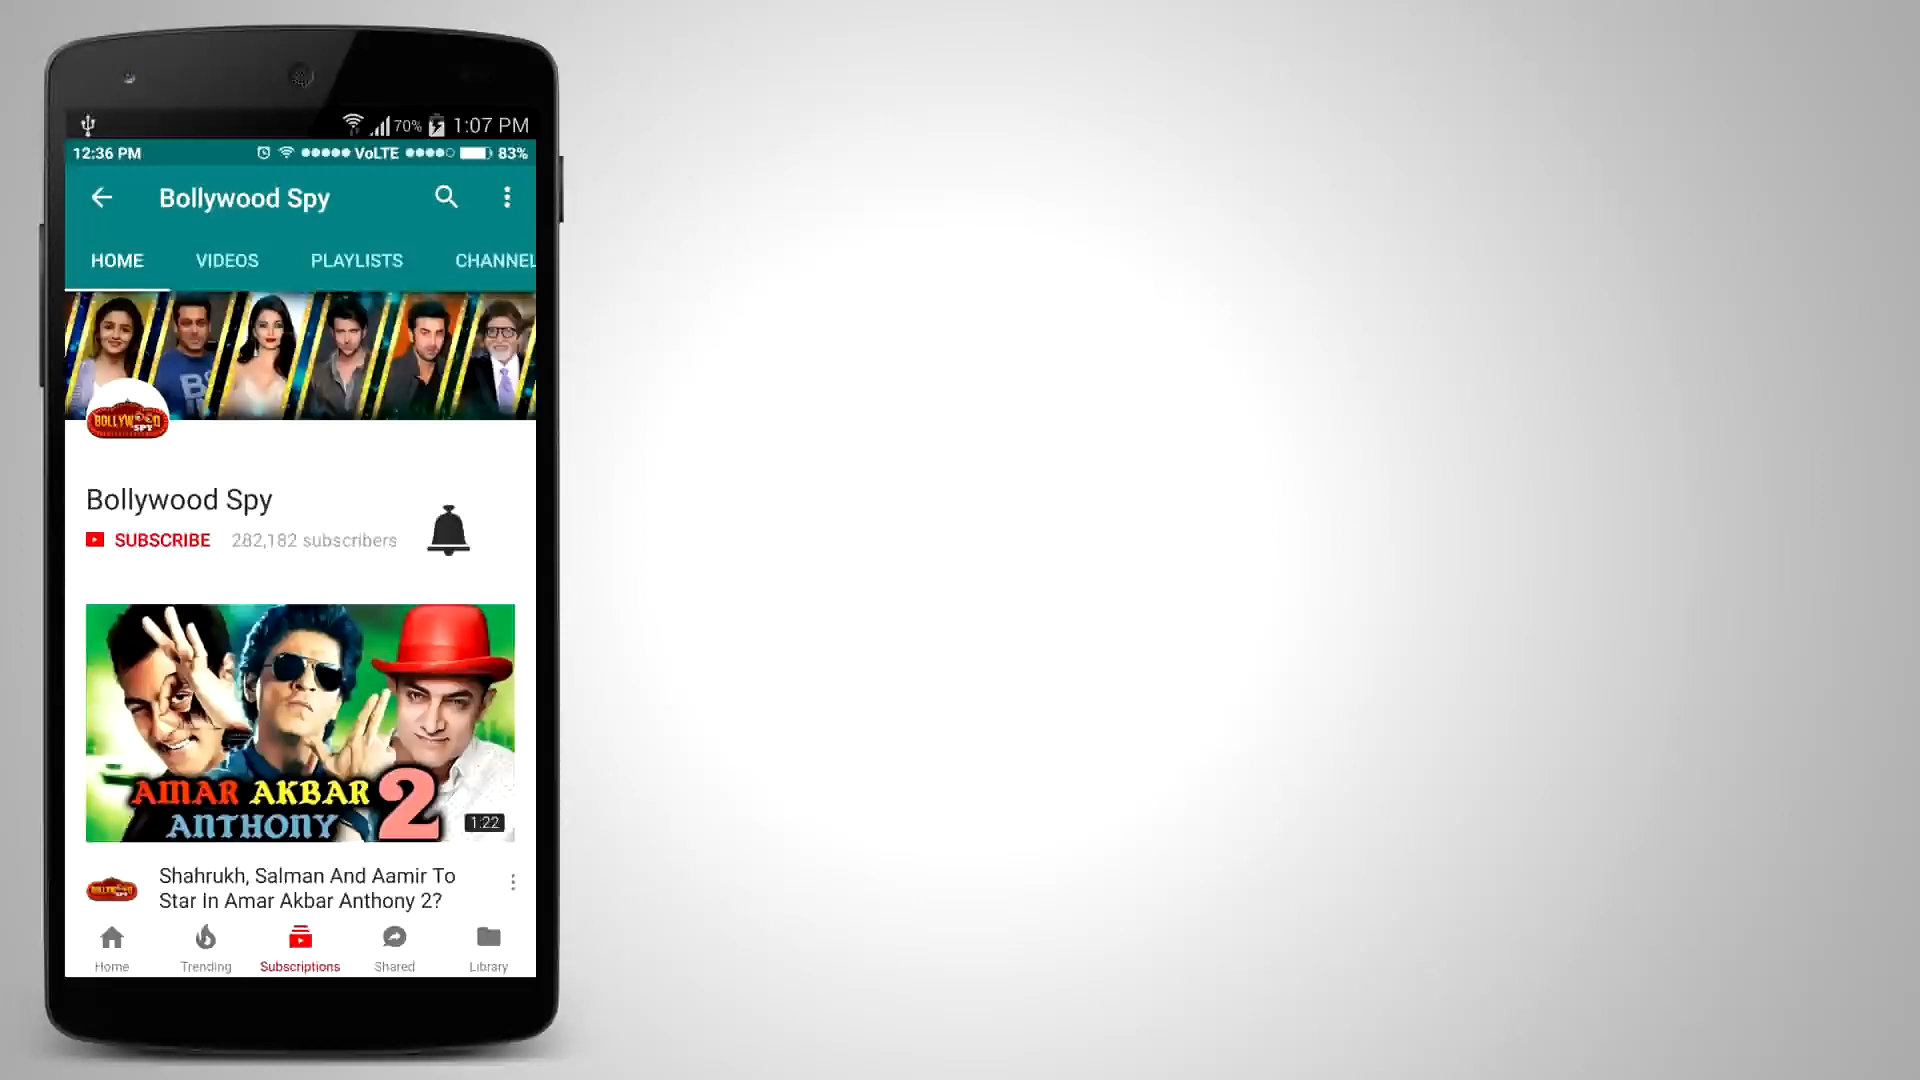 70% 1:07 PM
12:36 PM VoLTE 83%
Bollywood Spy
HOME VIDEOS PLAYLISTS CHANNEL
BOLLYWOOD
SPY
Bollywood Spy
SUBSCRIBE 282,182 subscribers
AMAR AKBAR 2
ANTHONY
1:22
Shahrukh, Salman And Aamir To
Star In Amar Akbar Anthony 2?
Home Trending Subscriptions Shared Library